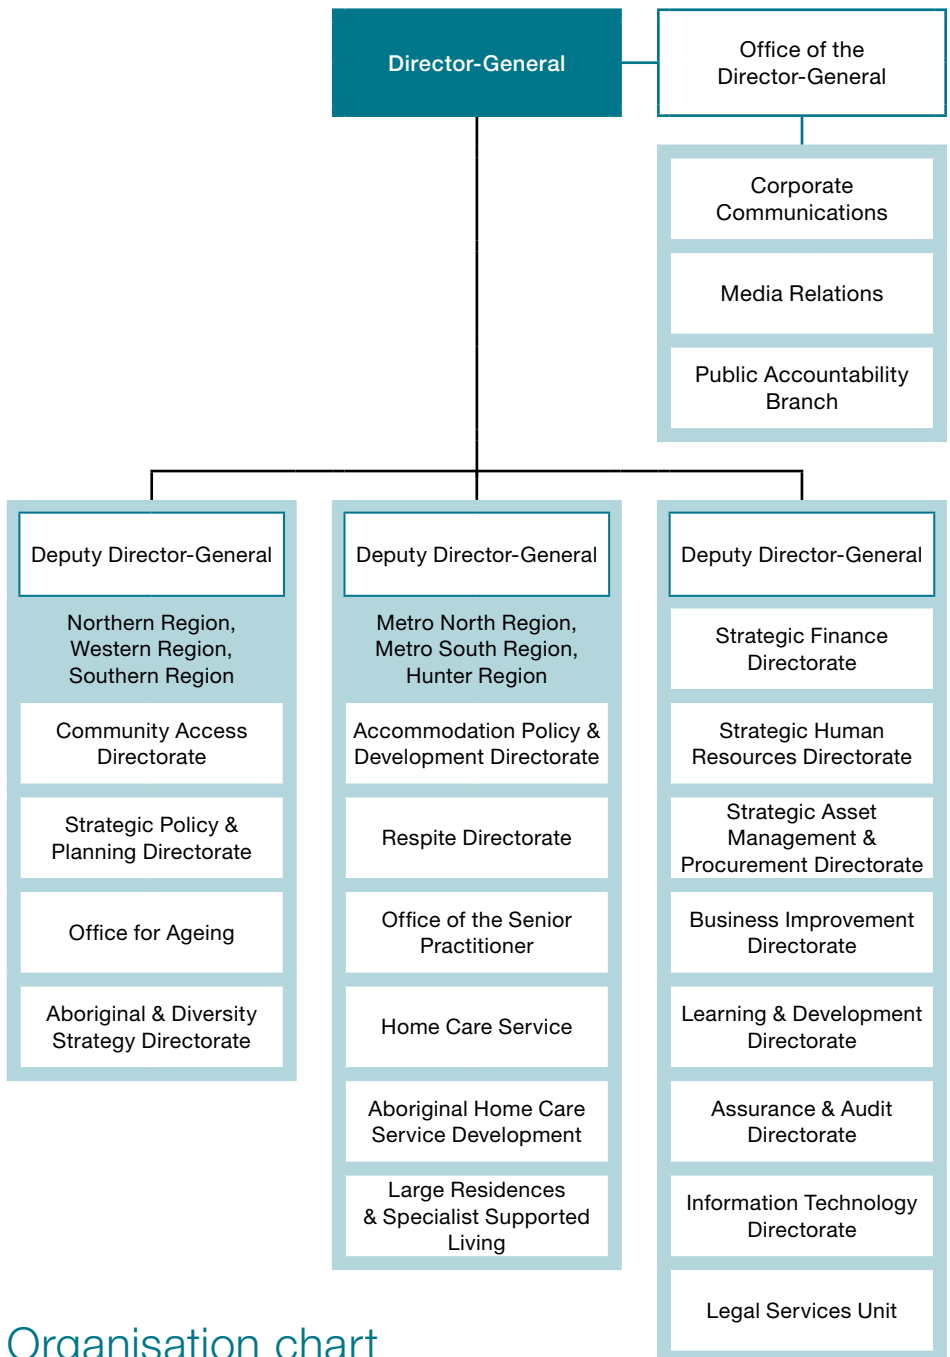 Director-General
Office of the
Director-General
Corporate
Communications
Media Relations
Public Accountability
Branch
Deputy Director-General
Northern Region,
Western Region,
Southern Region
Community Access
Directorate
Strategic Policy &
Planning Directorate
Office for Ageing
Aboriginal & Diversity
Strategy Directorate
Deputy Director-General
Metro North Region,
Metro South Region,
Hunter Region
Accommodation Policy &
Development Directorate
Respite Directorate
Office of the Senior
Practitioner
Home Care Service
Aboriginal Home Care
Service Development
Large Residences
& Specialist Supported
Living
Deputy Director-General
Strategic Finance
Directorate
Strategic Human
Resources Directorate
Strategic Asset
Management &
Procurement Directorate
Business Improvement
Directorate
Learning & Development
Directorate
Assurance & Audit
Directorate
Information Technology
Directorate
Legal Services Unit
Organisation chart